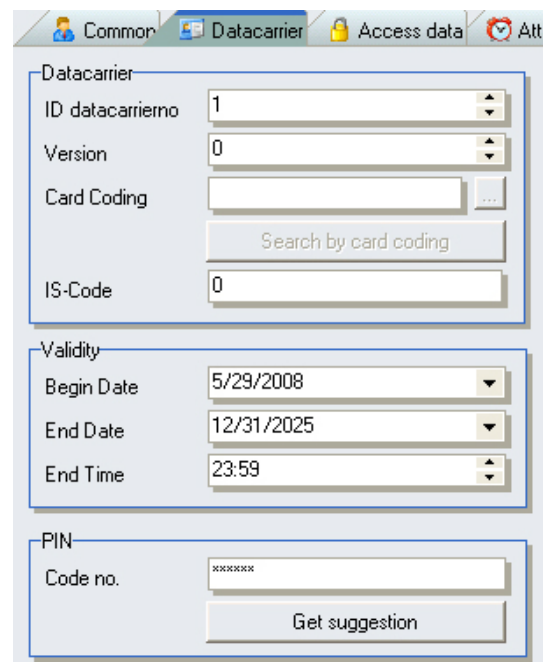 Common Datacarrier Access data Att
Datacarrier
ID datacarrierno 1
Version 0
Card Coding ...
Search by card coding
IS-Code 0
Validity
Begin Date 5/29/2008
End Date 12/31/2025
End Time 23:59
PIN
Code no. ******
Get suggestion